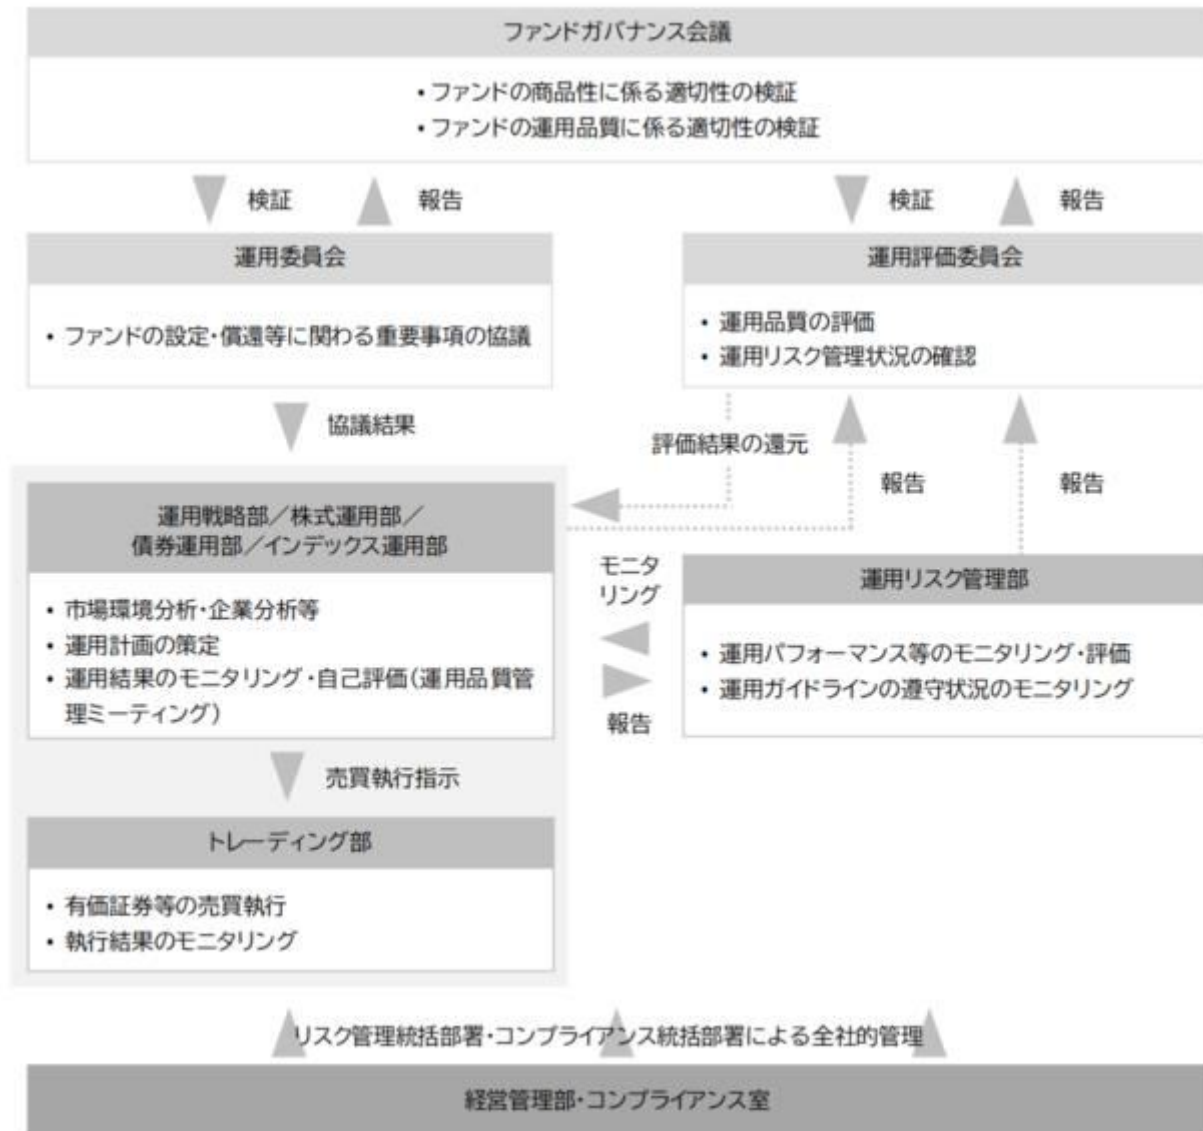 ファンドガバナンス会議
• ファンドの商品性に係る適切性の検証
• ファンドの運用品質に係る適切性の検証
検証
報告
検証
報告
運用委員会
• ファンドの設定・償還等に関わる重要事項の協議
運用評価委員会
• 運用品質の評価
• 運用リスク管理状況の確認
協議結果
評価結果の還元
報告
報告
運用戦略部／株式運用部／
債券運用部／インデックス運用部
• 市場環境分析・企業分析等
• 運用計画の策定
• 運用結果のモニタリング・自己評価(運用品質管
理ミーティング)
モニタ
リング
報告
運用リスク管理部
• 運用パフォーマンス等のモニタリング・評価
• 運用ガイドラインの遵守状況のモニタリング
売買執行指示
トレーディング部
• 有価証券等の売買執行
• 執行結果のモニタリング
リスク管理統括部署・コンプライアンス統括部署による全社的管理
経営管理部・コンプライアンス室